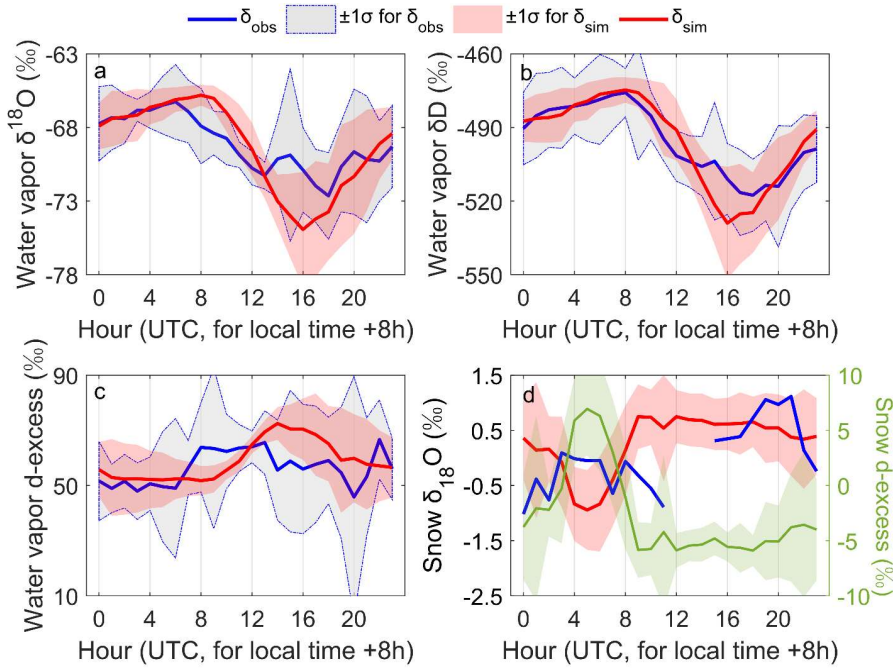 δobs ±1σ for δobs ±1σ for δsim δsim
a
Water vapor δ18O (‰)
-63
-68
-73
-78
0 4 8 12 16 20
Hour (UTC, for local time +8h)
b
Water vapor δD (‰)
-460
-490
-520
-550
0 4 8 12 16 20
Hour (UTC, for local time +8h)
c
Water vapor d-excess (‰)
90
50
10
0 4 8 12 16 20
Hour (UTC, for local time +8h)
d
Snow δ18O (‰)
1.5
0.5
-0.5
-1.5
-2.5
0 4 8 12 16 20
Hour (UTC, for local time +8h)
10
5
0
-5
-10
Snow d-excess (‰)